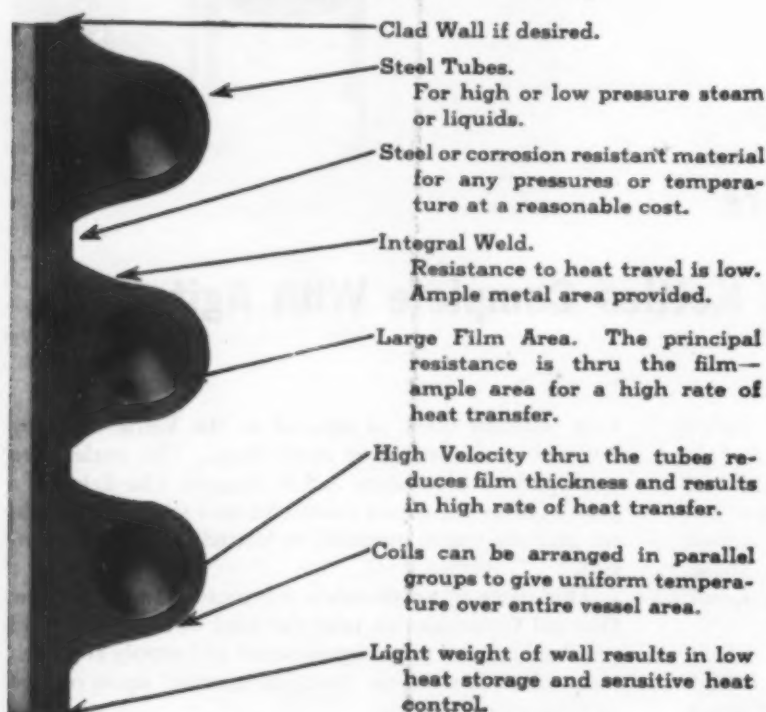 Clad Wall if desired.
Steel Tubes.
For high or low pressure steam
or liquids.
Steel or corrosion resistant material
for any pressures or tempera-
ture at a reasonable cost.
Integral Weld.
Resistance to heat travel is low.
Ample metal area provided.
Large Film Area. The principal
resistance is thru the film—
ample area for a high rate of
heat transfer.
High Velocity thru the tubes re-
duces film thickness and results
in high rate of heat transfer.
Coils can be arranged in parallel
groups to give uniform tempera-
ture over entire vessel area.
Light weight of wall results in low
heat storage and sensitive heat
control.